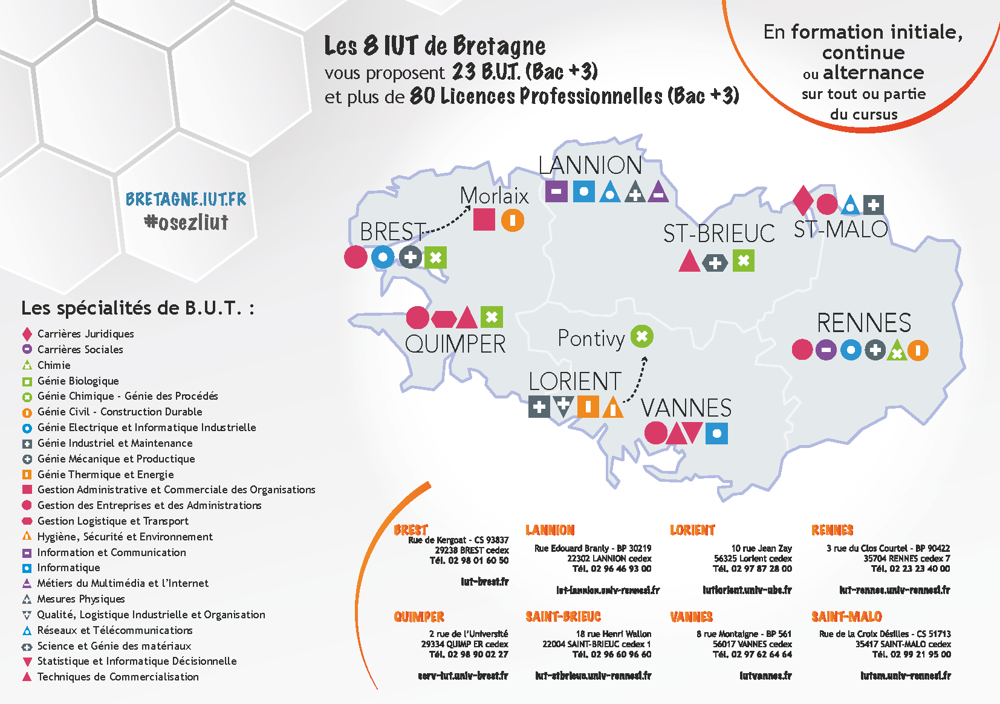 Les 8 IUT de Bretagne
vous proposent 23 B.U.T. (Bac +3)
et plus de 80 Licences Professionnelles (Bac +3)
En formation initiale,
continue
ou alternance
sur tout ou partie
du cursus
BRETAGNE.IUT.FR
#osezliut
LANNION
Morlaix
BREST
ST-BRIEUC
ST-MALO
QUIMPER
Pontivy
RENNES
LORIENT
VANNES
Les spécialités de B.U.T. :
Carrières Juridiques
Carrières Sociales
Chimie
Génie Biologique
Génie Chimique - Génie des Procédés
Génie Civil - Construction Durable
Génie Electrique et Informatique Industrielle
Génie Industriel et Maintenance
Génie Mécanique et Productique
Génie Thermique et Energie
Gestion Administrative et Commerciale des Organisations
Gestion des Entreprises et des Administrations
Gestion Logistique et Transport
Hygiène, Sécurité et Environnement
Information et Communication
Informatique
Métiers du Multimédia et l'Internet
Mesures Physiques
Qualité, Logistique Industrielle et Organisation
Réseaux et Télécommunications
Science et Génie des matériaux
Statistique et Informatique Décisionnelle
Techniques de Commercialisation
BREST
Rue de Kergoat - CS 93837
29238 BREST cedex
Tél. 02 98 01 60 50
iut-brest.fr
LANNION
Rue Edouard Branly - BP 30219
22302 LANNION cedex
Tél. 02 96 46 93 00
iut-lannion.univ-rennes1.fr
LORIENT
10 rue Jean Zay
56325 Lorient cedex
Tél. 02 97 87 28 00
iutlorient.univ-ubs.fr
RENNES
3 rue du Clos Courtel - BP 90422
35704 RENNES cedex 7
Tél. 02 23 23 40 00
iut-rennes.univ-rennes1.fr
QUIMPER
2 rue de l'Université
29334 QUIMP ER cedex
Tél. 02 98 90 02 27
serv-iut.univ-brest.fr
SAINT-BRIEUC
18 rue Henri Wallon
22004 SAINT-BRIEUC cedex 1
Tél. 02 96 60 96 60
iut-stbrieuc.univ-rennes1.fr
VANNES
8 rue Montaigne - BP 561
56017 VANNES cedex
Tél. 02 97 62 64 64
iutvannes.fr
SAINT-MALO
Rue de la Croix Désilles - CS 51713
35417 SAINT-MALO cedex
Tél. 02 99 21 95 00
iutsm.univ-rennes1.fr